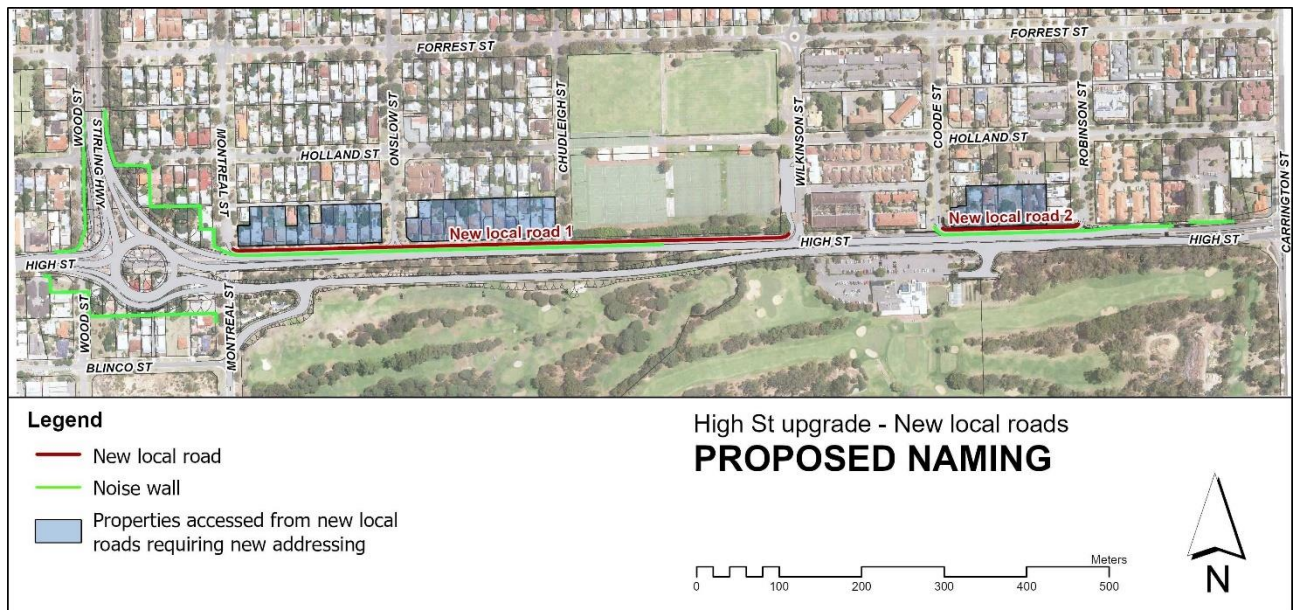 FORREST ST
FORREST ST
WOOD ST
STIRLING HWY
MONTREAL ST
HOLLAND ST
ONSLOW ST
CHUDLEIGH ST
WILKINSON ST
COODE ST
HOLLAND ST
ROBINSON ST
CARRINGTON ST
New local road 1
New local road 2
HIGH ST
HIGH ST
HIGH ST
WOOD ST
MONTREAL ST
BLINCO ST
Legend
New local road
Noise wall
Properties accessed from new local
roads requiring new addressing
High St upgrade - New local roads
PROPOSED NAMING
Meters
0 100 200 300 400 500
N